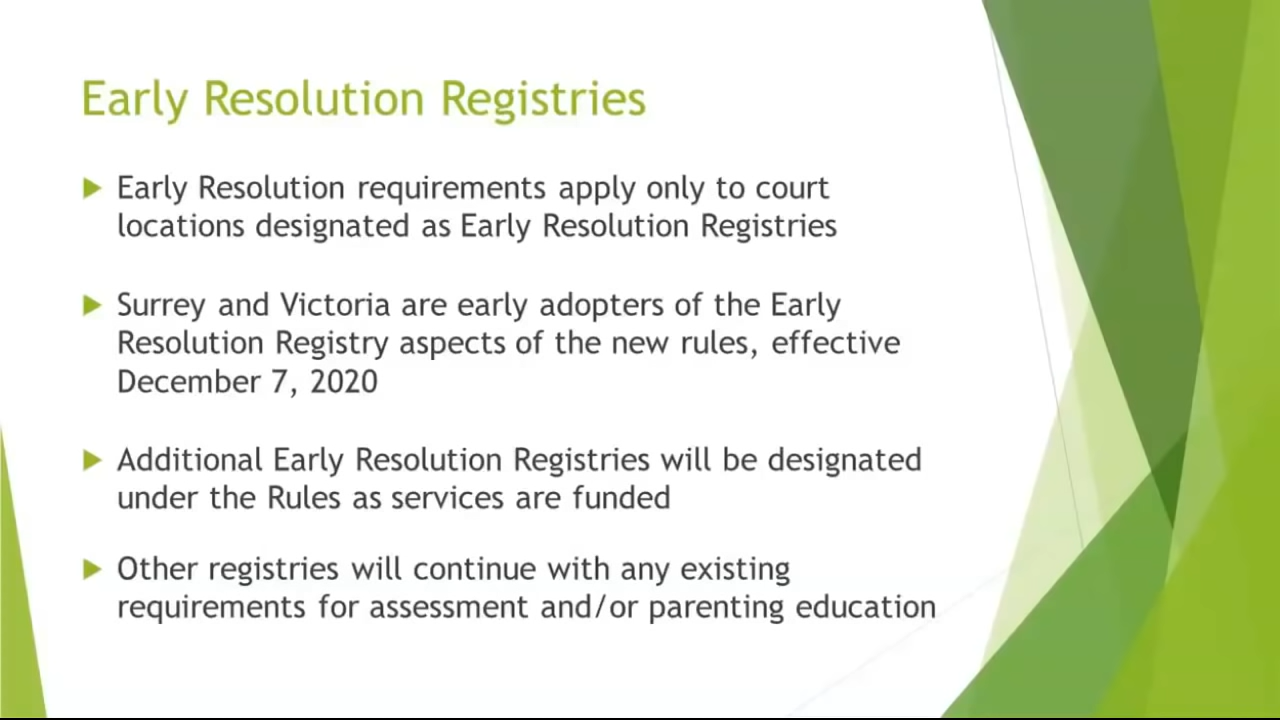 Early Resolution Registries
Early Resolution requirements apply only to court
locations designated as Early Resolution Registries
Surrey and Victoria are early adopters of the Early
Resolution Registry aspects of the new rules, effective
December 7, 2020
Additional Early Resolution Registries will be designated
under the Rules as services are funded
Other registries will continue with any existing
requirements for assessment and/or parenting education